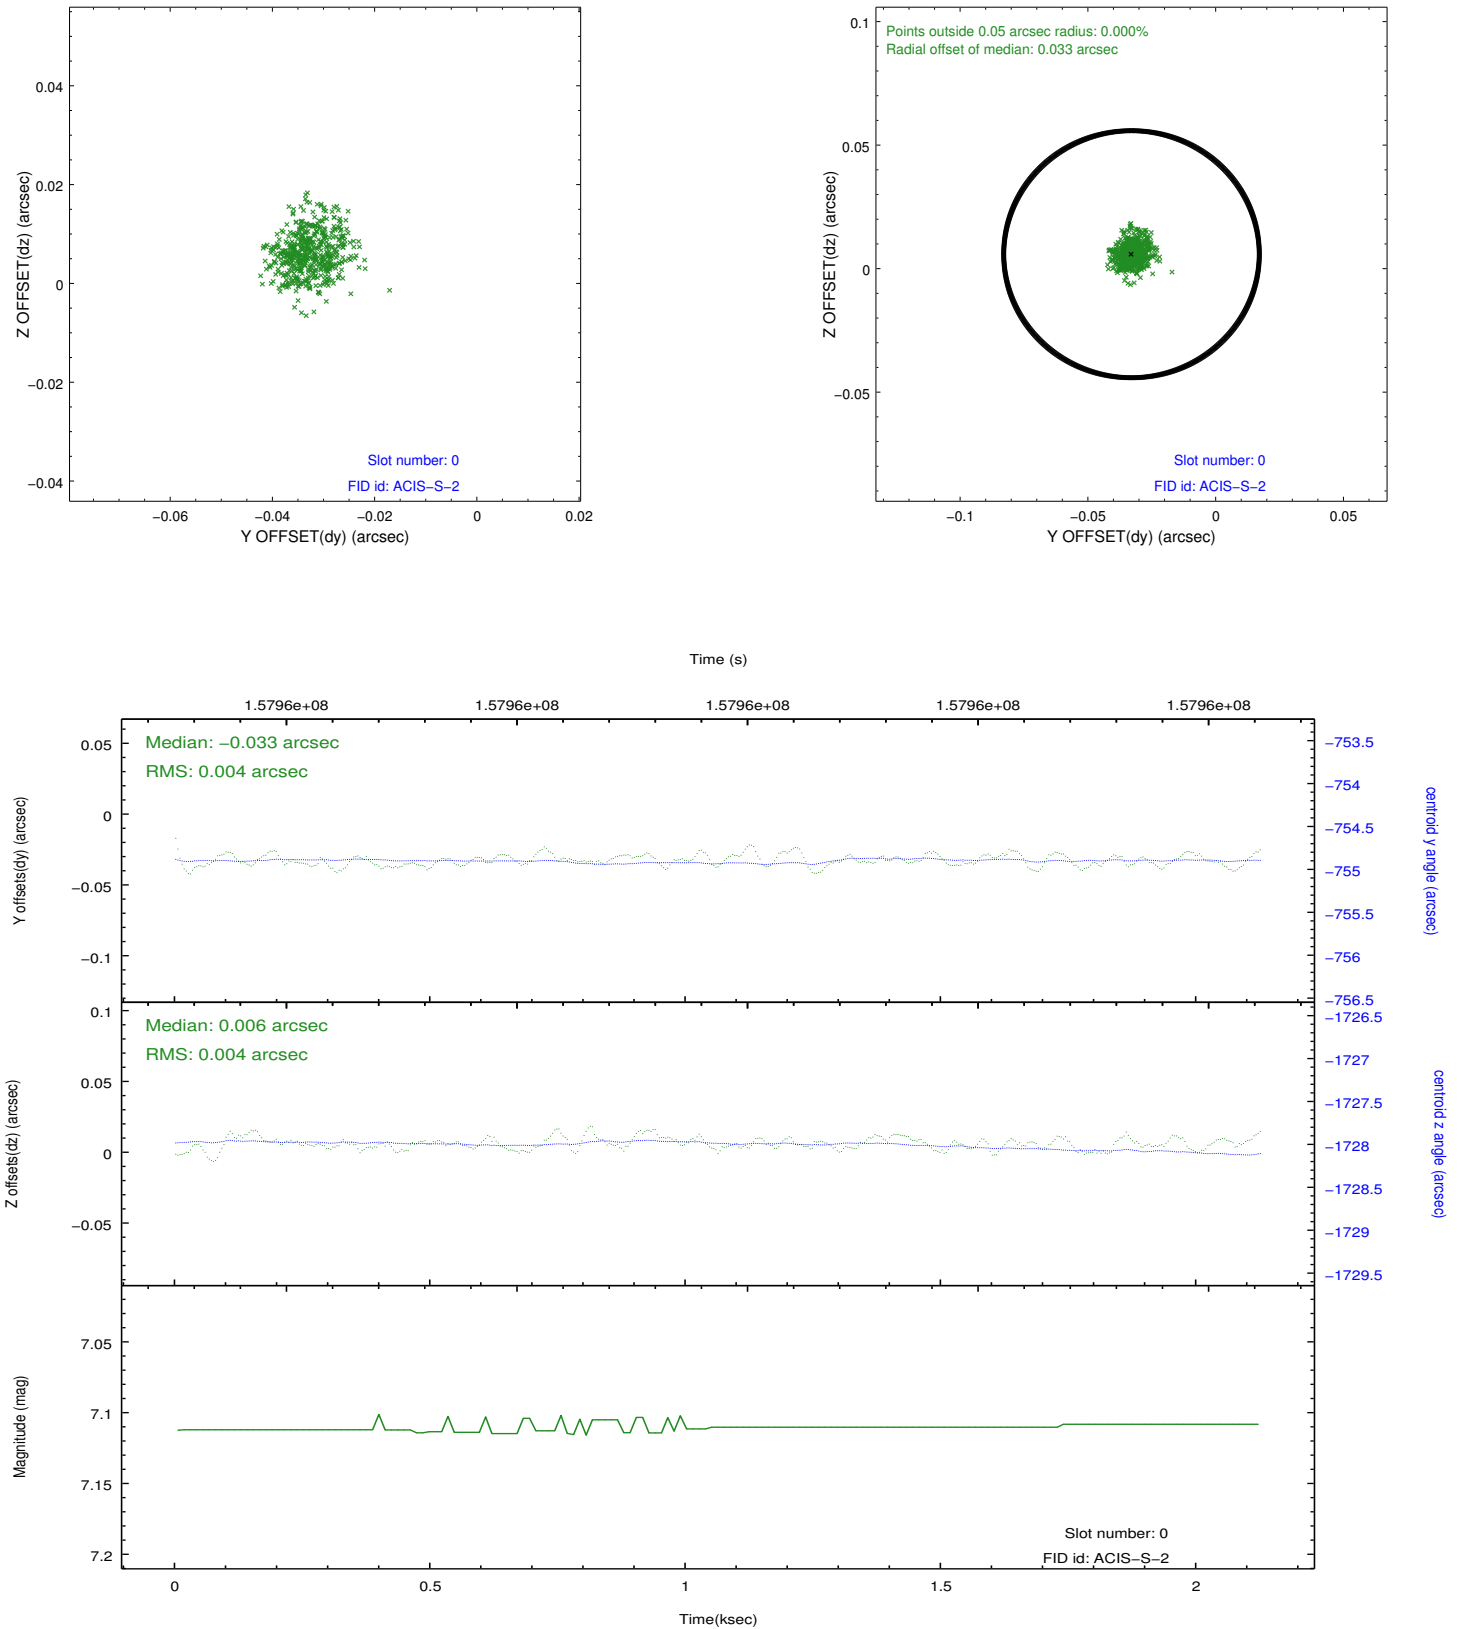 0.04
0.02
0
−0.02
−0.04
Z OFFSET(dz) (arcsec)
Slot number: 0
FID id: ACIS−S−2
−0.06
−0.04
−0.02
0
0.02
Y OFFSET(dy) (arcsec)
Points outside 0.05 arcsec radius: 0.000%
Radial offset of median: 0.033 arcsec
0.1
0.05
0
−0.05
Z OFFSET(dz) (arcsec)
Slot number: 0
FID id: ACIS−S−2
−0.1
−0.05
0
0.05
Y OFFSET(dy) (arcsec)
Time (s)
1.5796e+08
1.5796e+08
1.5796e+08
1.5796e+08
1.5796e+08
Median: −0.033 arcsec
RMS: 0.004 arcsec
0.05
0
−0.05
−0.1
Y offsets(dy) (arcsec)
−753.5
−754
−754.5
−755
−755.5
−756
−756.5
centroid y angle (arcsec)
Median: 0.006 arcsec
RMS: 0.004 arcsec
0.1
0.05
0
−0.05
Z offsets(dz) (arcsec)
−1726.5
−1727
−1727.5
−1728
−1728.5
−1729
−1729.5
centroid z angle (arcsec)
7.05
7.1
7.15
7.2
Magnitude (mag)
Slot number: 0
FID id: ACIS−S−2
0
0.5
1
1.5
2
Time(ksec)